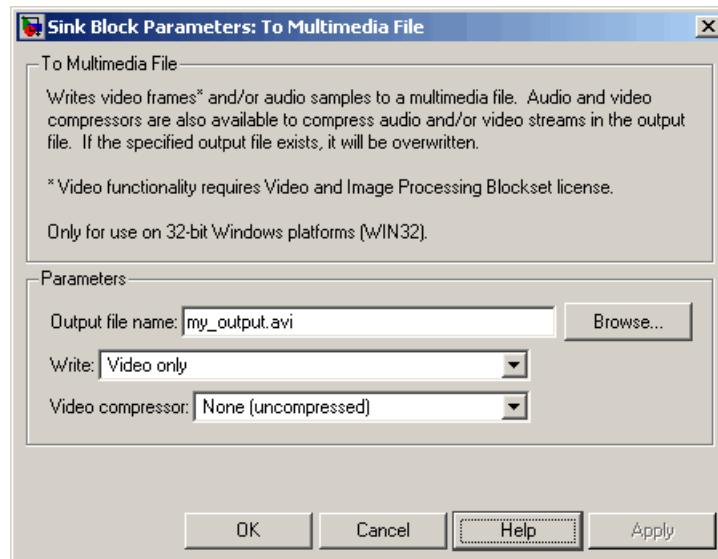 Sink Block Parameters: To Multimedia File
To Multimedia File
Writes video frames* and/or audio samples to a multimedia file.  Audio and video
compressors are also available to compress audio and/or video streams in the output
file.  If the specified output file exists, it will be overwritten.
* Video functionality requires Video and Image Processing Blockset license.
Only for use on 32-bit Windows platforms (WIN32).
Parameters
Output file name: my_output.avi Browse...
Write: Video only
Video compressor: None (uncompressed)
OK Cancel Help Apply